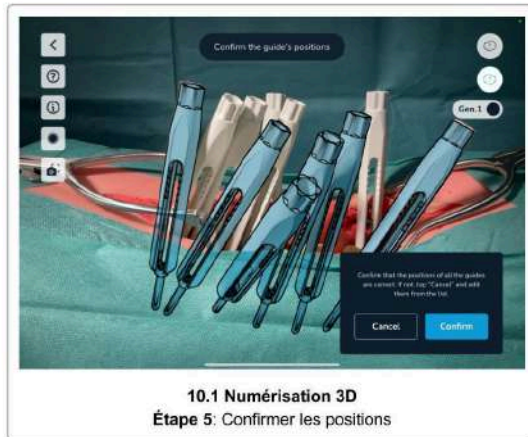 Confirm the guide's positions
Gen.1
Confirm that the positions of all the guides
are correct. If not, tap "Cancel" and edit
them from the list.
Cancel
Confirm
10.1 Numérisation 3D
Étape 5: Confirmer les positions